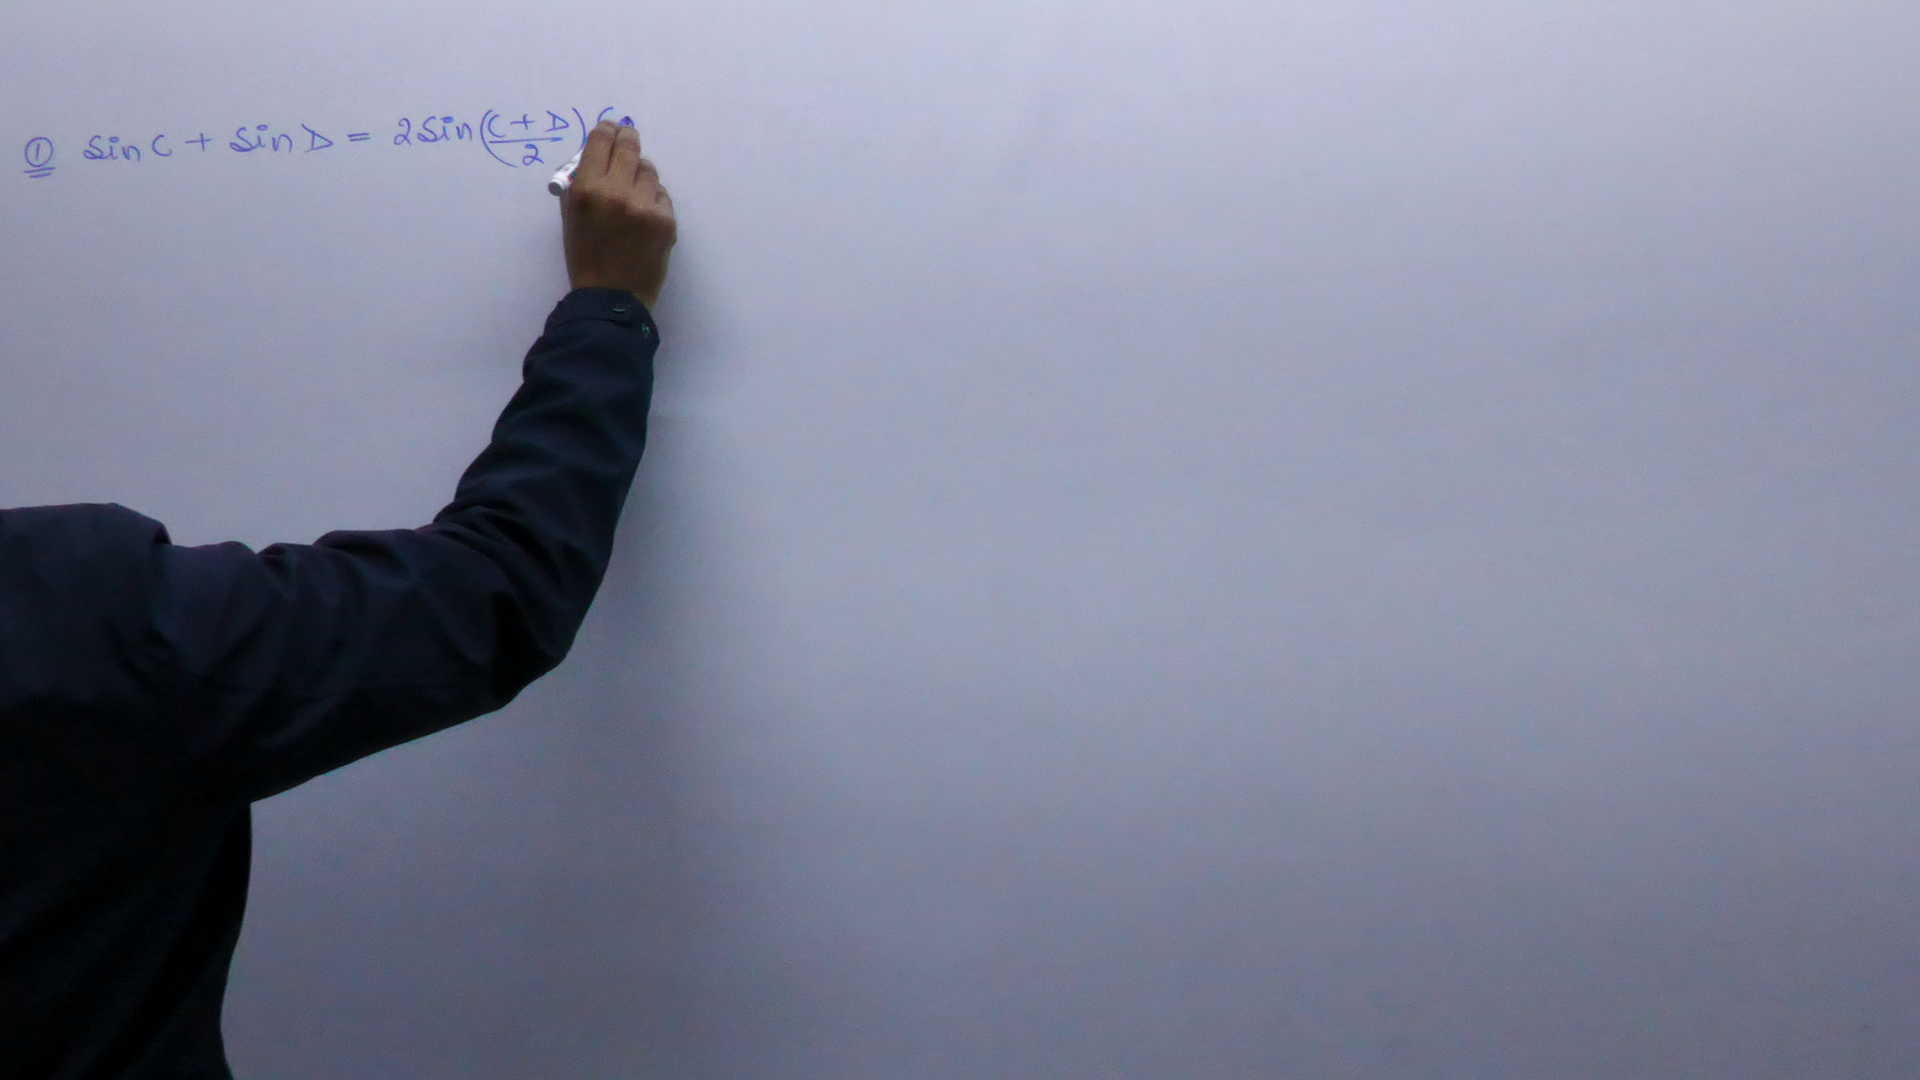 ① sin C + sin D = 2 sin ((C + D)/2)